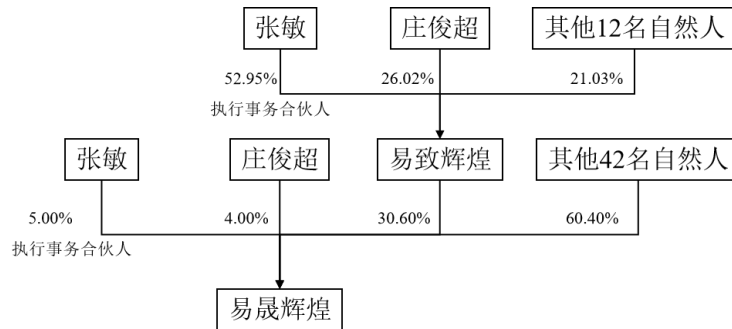 张敏
庄俊超
其他12名自然人
52.95%
26.02%
21.03%
执行事务合伙人
张敏
庄俊超
易致辉煌
其他42名自然人
5.00%
4.00%
30.60%
60.40%
执行事务合伙人
易晟辉煌